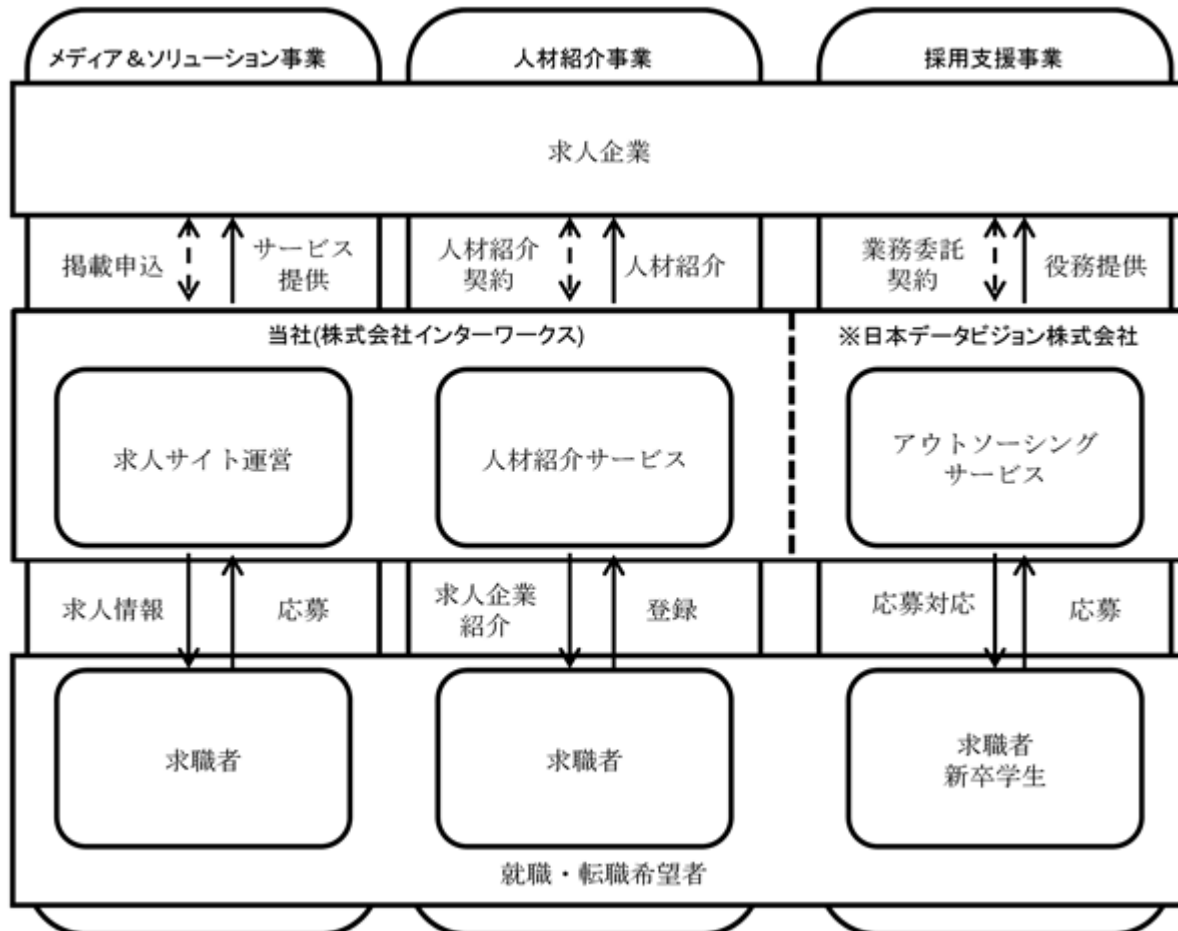 メディア&ソリューション事業
人材紹介事業
採用支援事業
求人企業
掲載申込
サービス
提供
人材紹介
契約
人材紹介
業務委託
契約
役務提供
当社(株式会社インターワークス)
※日本データビジョン株式会社
求人サイト運営
人材紹介サービス
アウトソーシング
サービス
求人情報
応募
求人企業
紹介
登録
応募対応
応募
求職者
求職者
求職者
新卒学生
就職・転職希望者